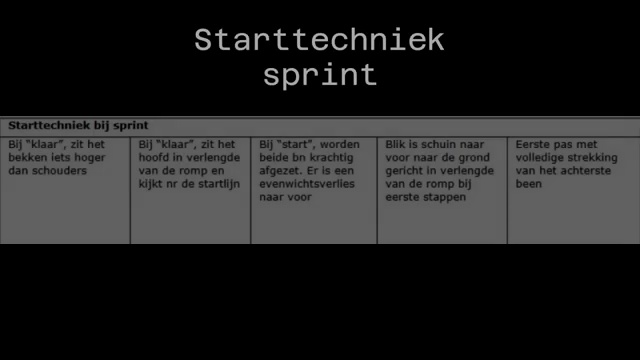 Starttechniek
sprint
Starttechniek bij sprint
Bij "klaar", zit het
bekken iets hoger
dan schouders
Bij "klaar", zit het
hoofd in verlengde
van de romp en
kijkt nr de startlijn
Bij "start", worden
beide bn krachtig
afgezet. Er is een
evenwichtsverlies
naar voor
Blik is schuin naar
voor naar de grond
gericht in verlengde
van de romp bij
eerste stappen
Eerste pas met
volledige strekking
van het achterste
been